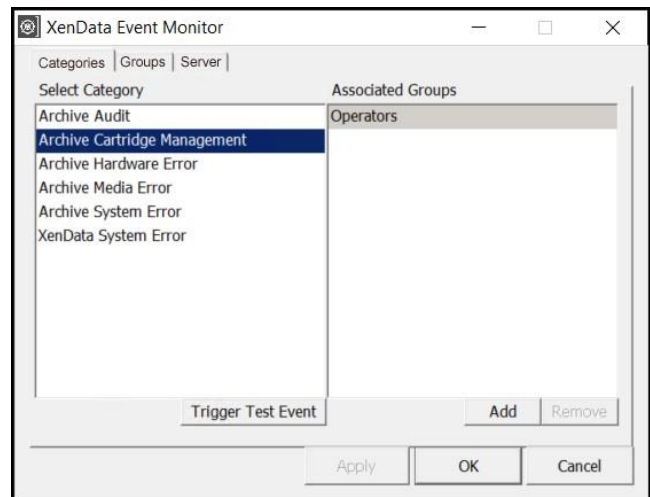 XenData Event Monitor
Categories Groups Server
Select Category
Associated Groups
Archive Audit
Archive Cartridge Management
Archive Hardware Error
Archive Media Error
Archive System Error
XenData System Error
Operators
Trigger Test Event
Add Remove
Apply OK Cancel